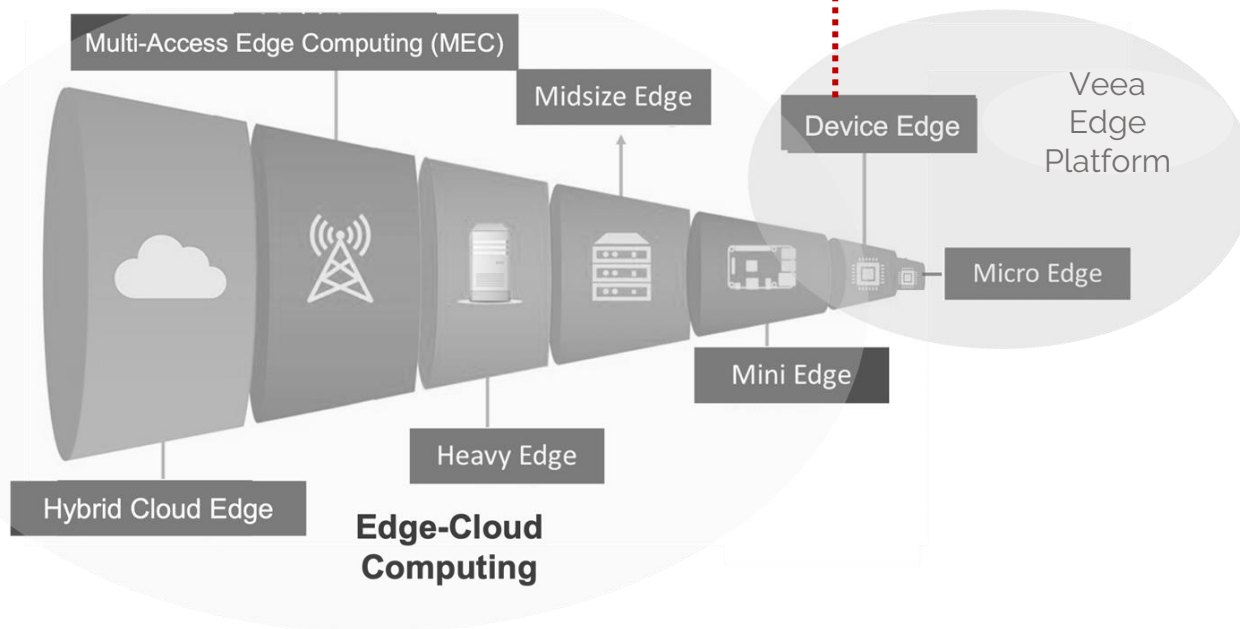 Multi-Access Edge Computing (MEC)
Midsize Edge
Device Edge
Veea
Edge
Platform
Micro Edge
Mini Edge
Heavy Edge
Hybrid Cloud Edge
Edge-Cloud
Computing